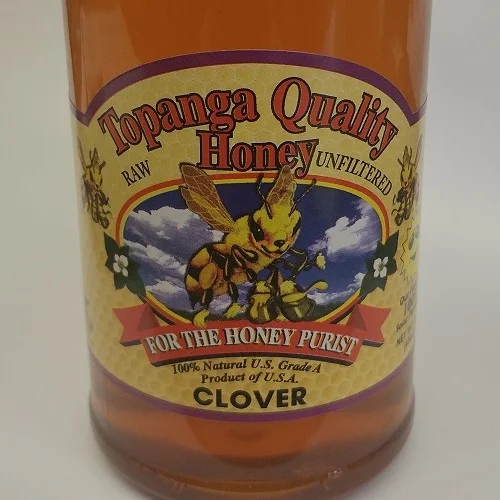 Topanga Quality
Honey
RAW
UNFILTERED
FOR THE HONEY PURIST
100% Natural U.S. Grade A
Product of U.S.A.
CLOVER